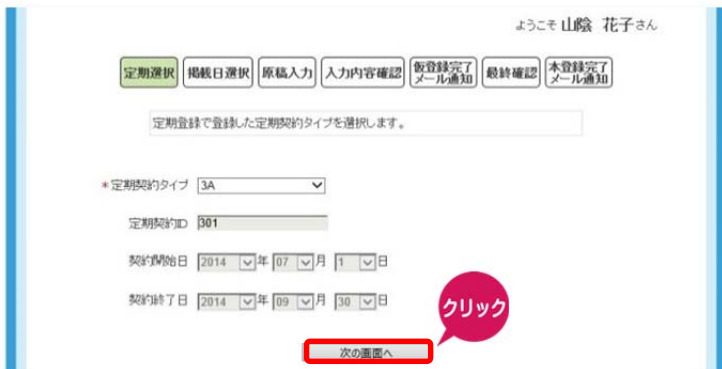 ようこそ 山陰 花子さん
定期選択 掲載日選択 原稿入力 入力内容確認 仮登録完了メール通知 最終確認 本登録完了メール通知
定期登録で登録した定期契約タイプを選択します。
*定期契約タイプ 3A
定期契約ID 301
契約開始日 2014 年 07 月 1 日
契約終了日 2014 年 09 月 30 日
クリック
次の画面へ